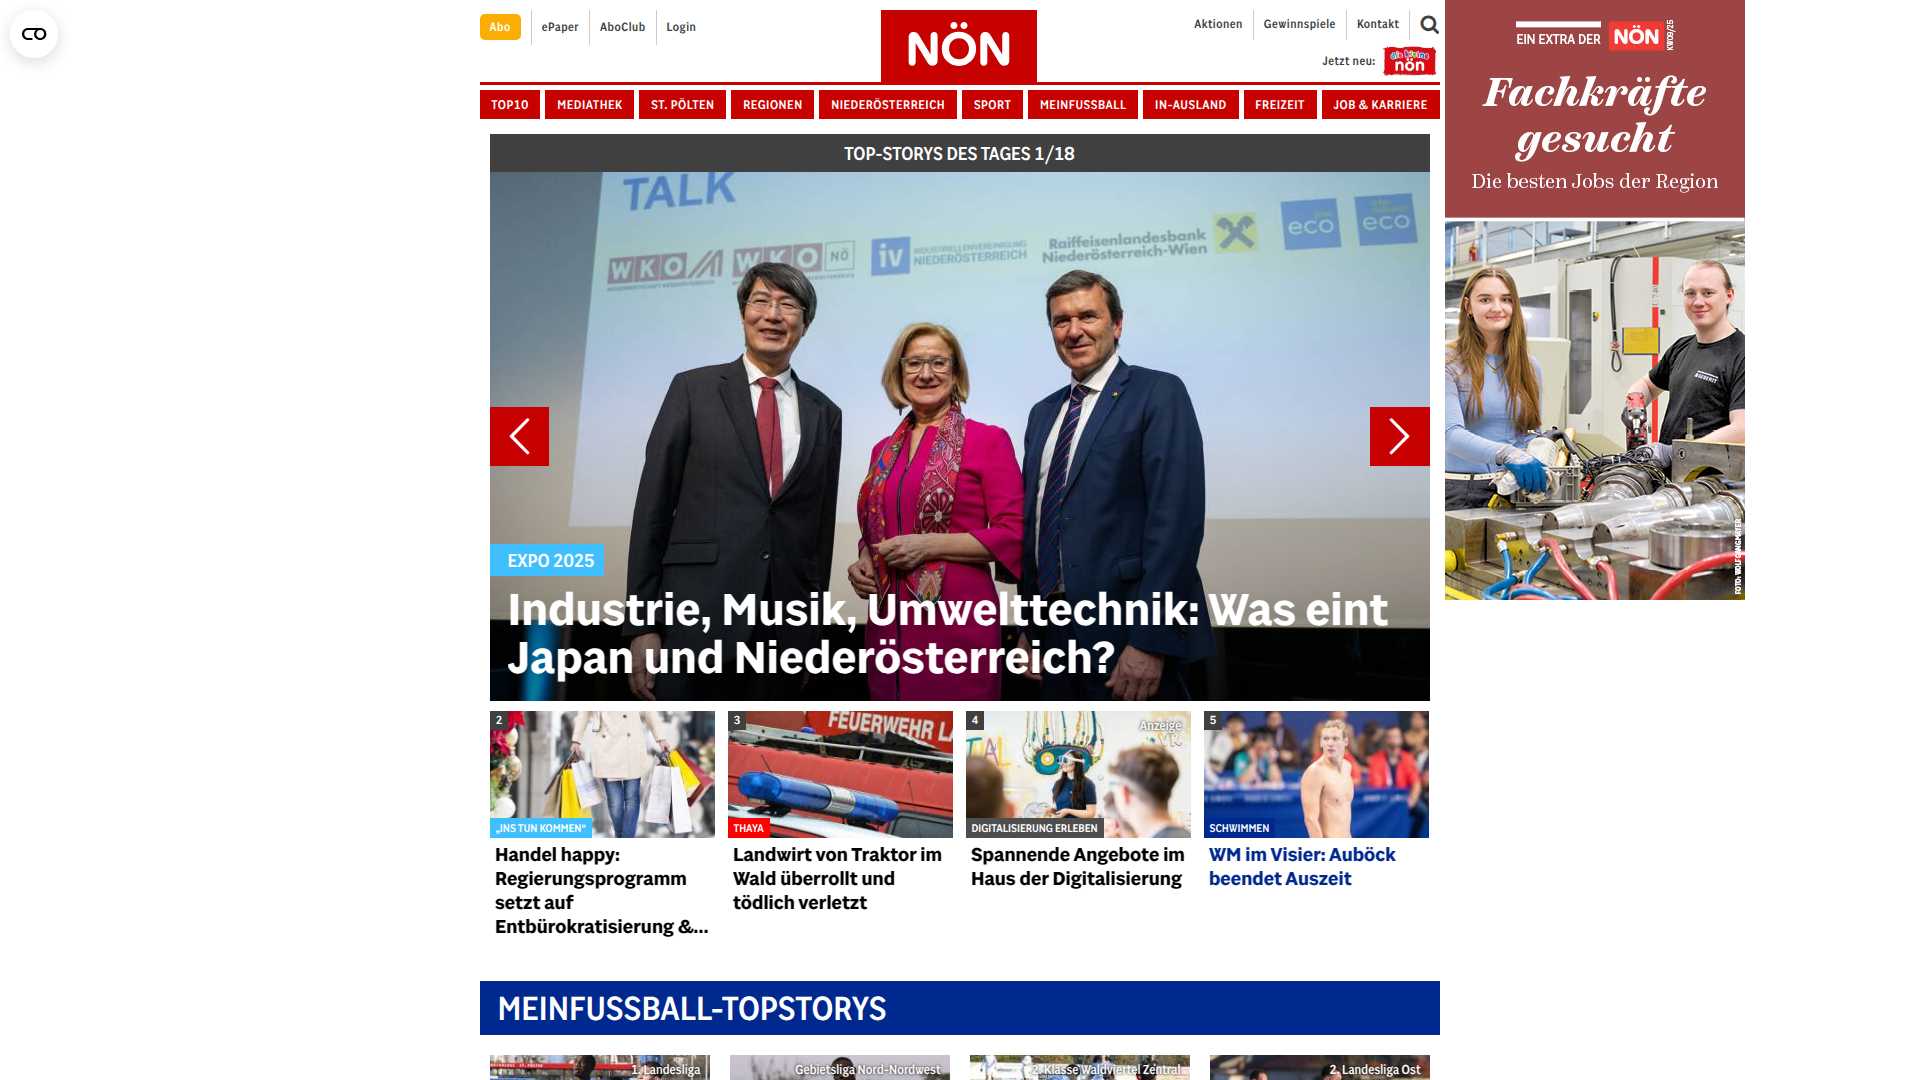 Abo
ePaper
AboClub
Login
NÖN
Aktionen
Gewinnspiele
Kontakt
Jetzt neu:
die kleine
nön
TOP10
MEDIATHEK
ST. PÖLTEN
REGIONEN
NIEDERÖSTERREICH
SPORT
MEINFUSSBALL
IN-AUSLAND
FREIZEIT
JOB & KARRIERE
TOP-STORYS DES TAGES 1/18
TALK
WKO WKO NÖ
iv INDUSTRIELLENVEREINIGUNG
NIEDERÖSTERREICH
Raiffeisenlandesbank
Niederösterreich-Wien
eco
eco
EXPO 2025
Industrie, Musik, Umwelttechnik: Was eint
Japan und Niederösterreich?
2
„INS TUN KOMMEN“
Handel happy:
Regierungsprogramm
setzt auf
Entbürokratisierung &...
3
FEUERWEHR LA
THAYA
Landwirt von Traktor im
Wald überrollt und
tödlich verletzt
4
Anzeige
DIGITALISIERUNG ERLEBEN
Spannende Angebote im
Haus der Digitalisierung
5
SCHWIMMEN
WM im Visier: Auböck
beendet Auszeit
MEINFUSSBALL-TOPSTORYS
1. Landesliga
Gebietsliga Nord-Nordwest
2. Klasse Waldviertel Zentral
2. Landesliga Ost
EIN EXTRA DER NÖN KW09/25
Fachkräfte
gesucht
Die besten Jobs der Region
FOTO: WOLFGANG MAYER